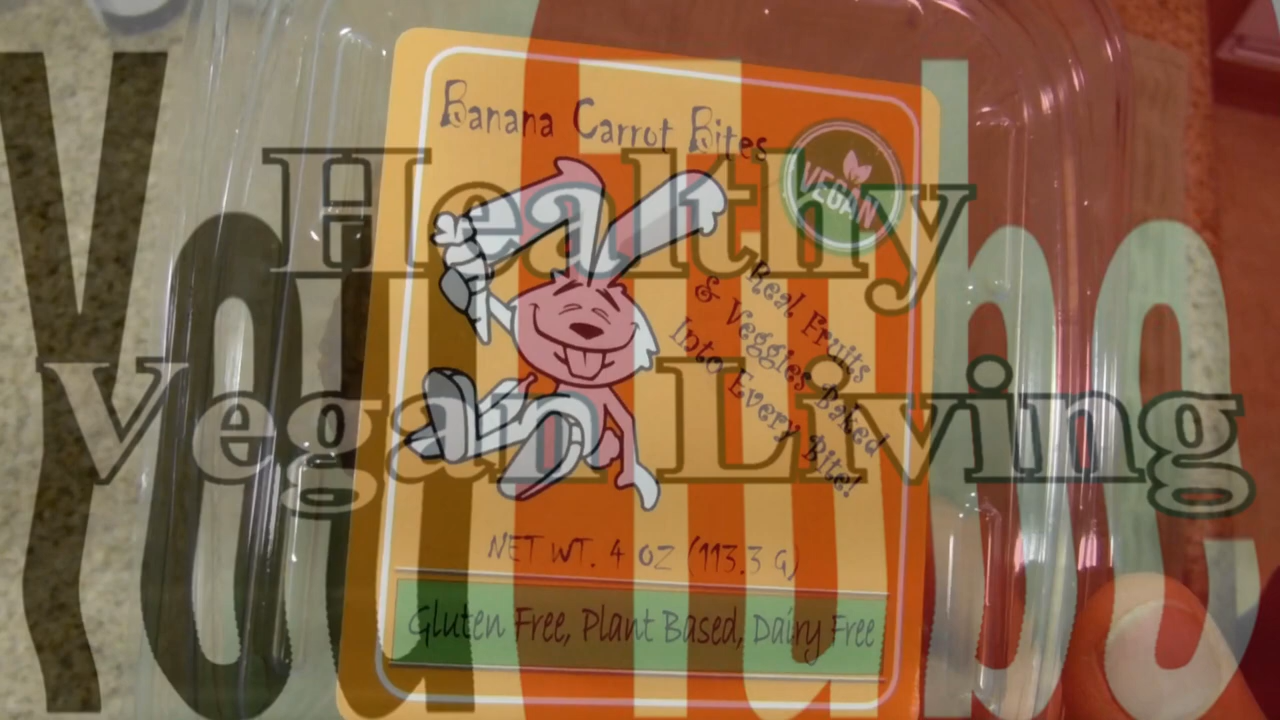 YouTube
Healthy
Vegan Living
Banana Carrot Bites
VEGAN
Real Fruits
& Veggies Baked
Into Every Bite!
NET WT. 4 OZ (113.3 G)
Gluten Free, Plant Based, Dairy Free